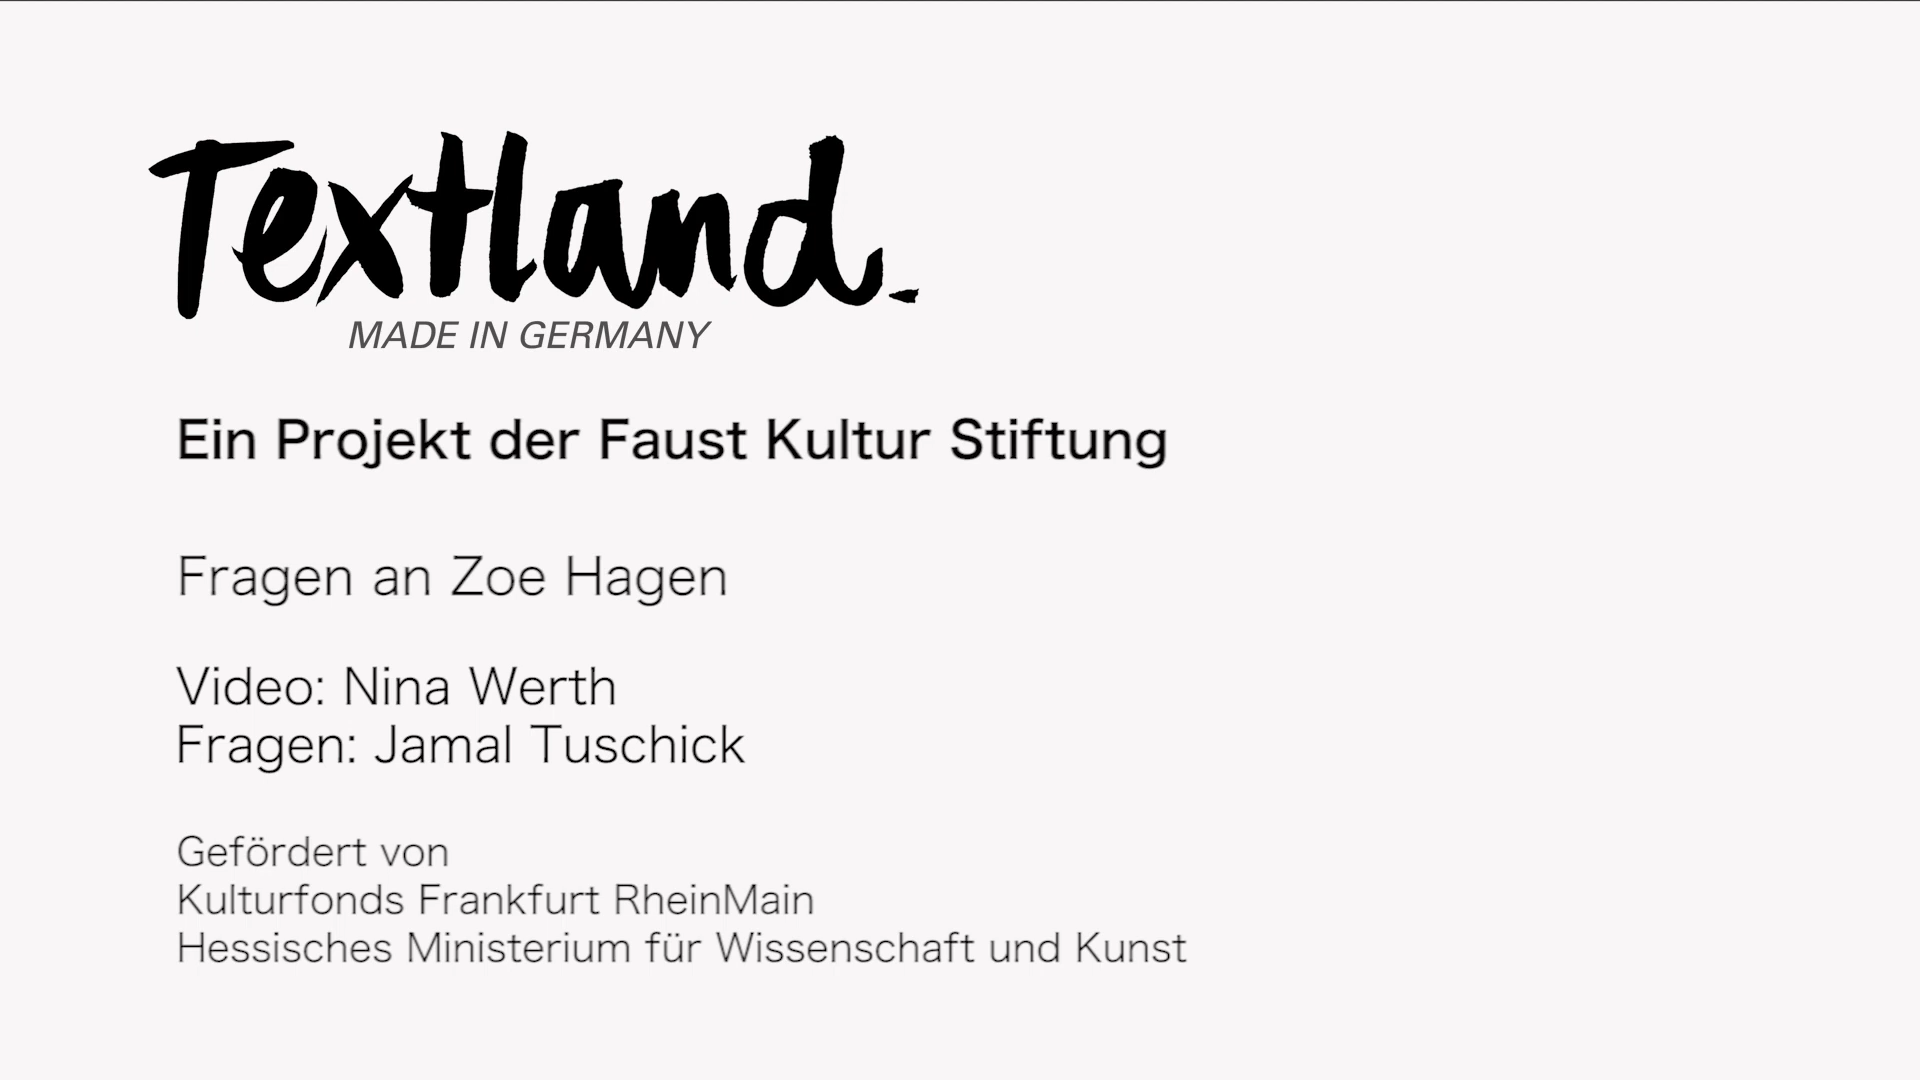 Textland.
MADE IN GERMANY
Ein Projekt der Faust Kultur Stiftung
Fragen an Zoe Hagen
Video: Nina Werth
Fragen: Jamal Tuschick
Gefördert von
Kulturfonds Frankfurt RheinMain
Hessisches Ministerium für Wissenschaft und Kunst